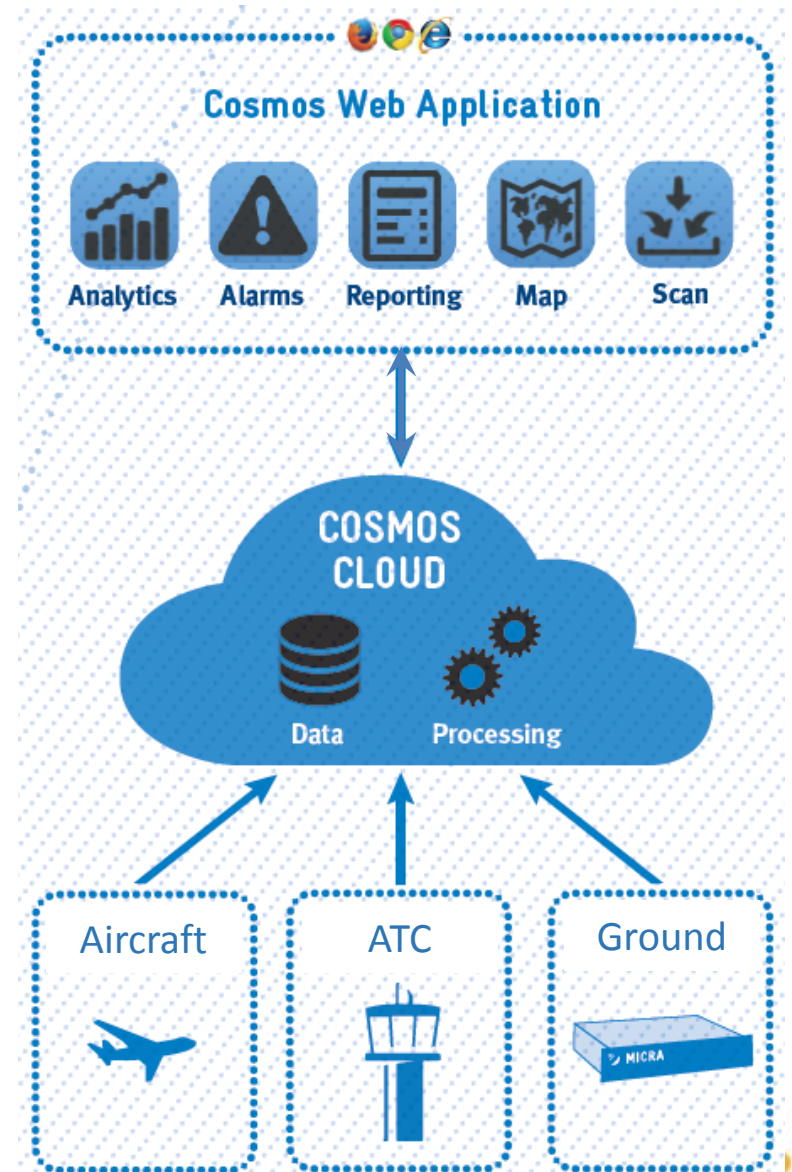 Cosmos Web Application
Analytics Alarms Reporting Map Scan
COSMOS
CLOUD
Data Processing
Aircraft ATC Ground
MICRA